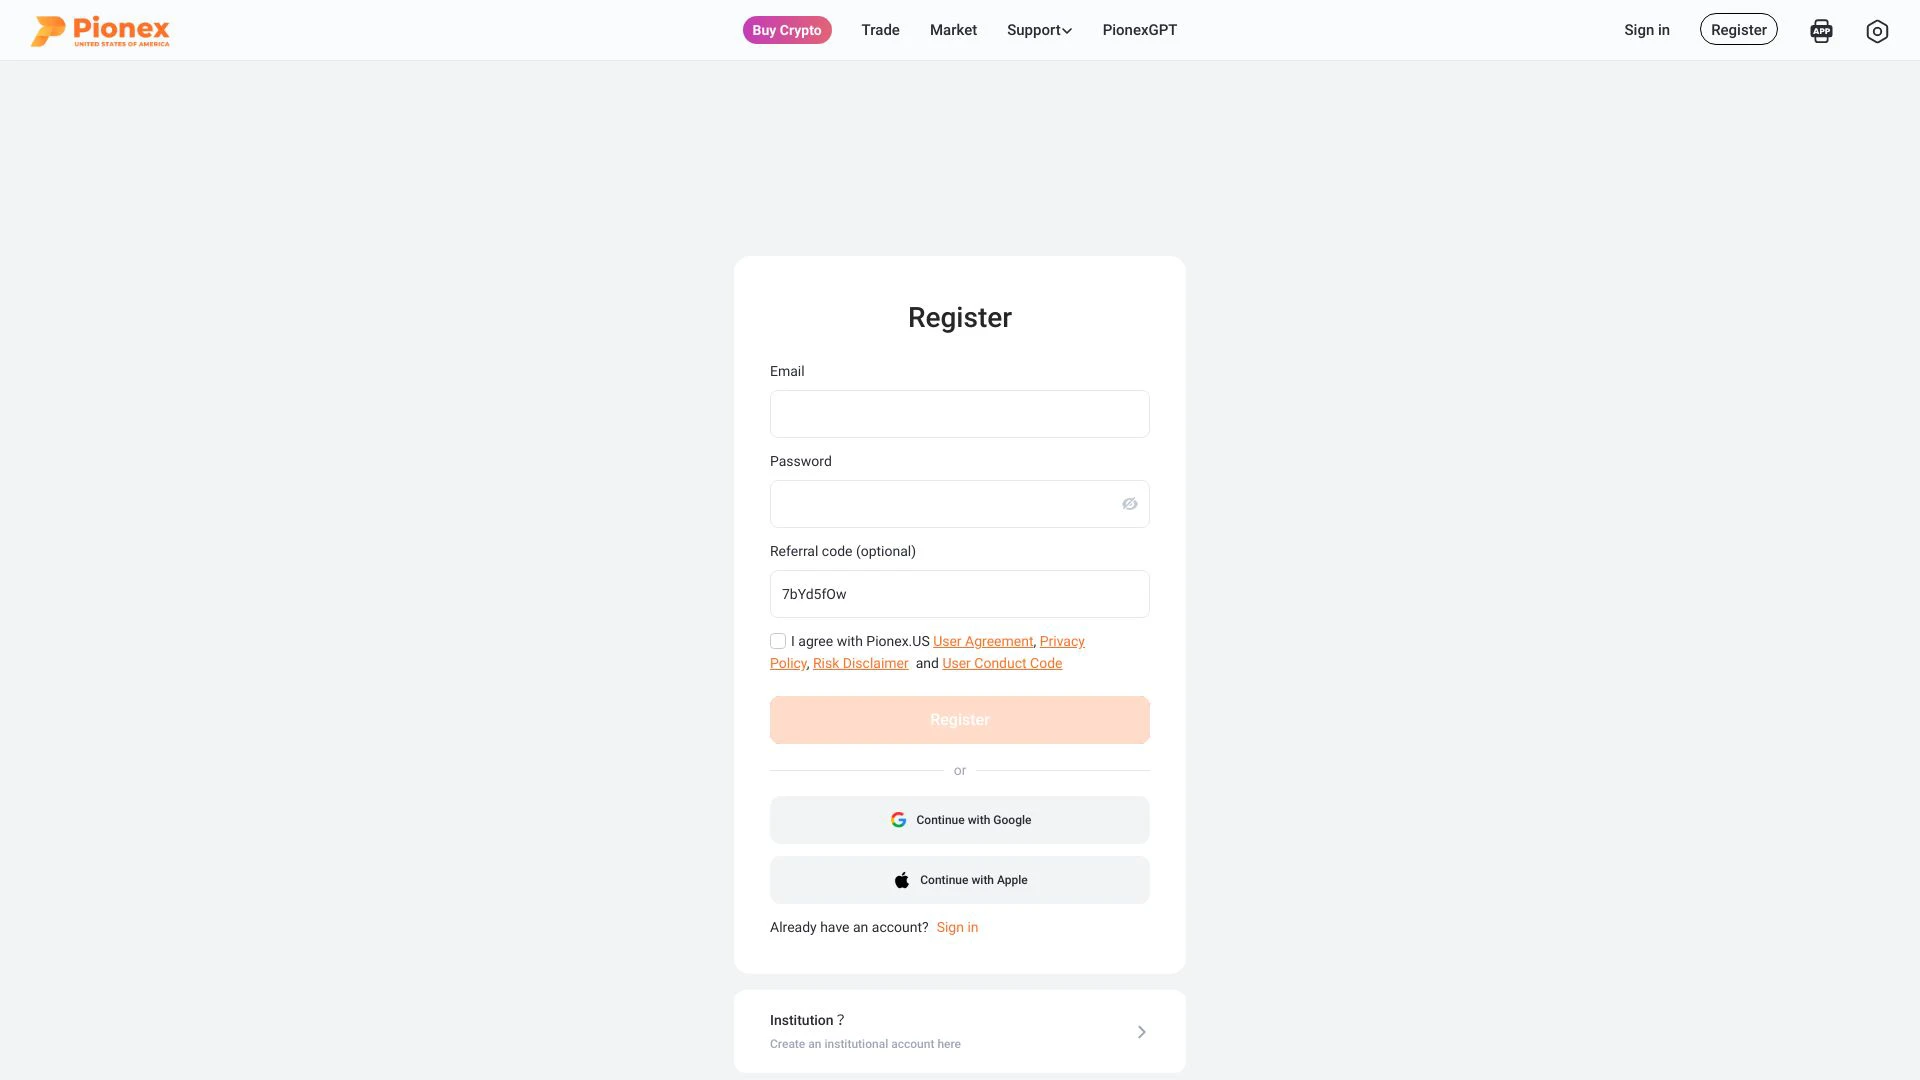 Pionex
UNITED STATES OF AMERICA
Buy Crypto
Trade
Market
Support
PionexGPT
Sign in
Register
APP
Register
Email
Password
Referral code (optional)
7bYd5fOw
I agree with Pionex.US User Agreement, Privacy
Policy, Risk Disclaimer and User Conduct Code
Register
or
Continue with Google
Continue with Apple
Already have an account? Sign in
Institution ?
Create an institutional account here